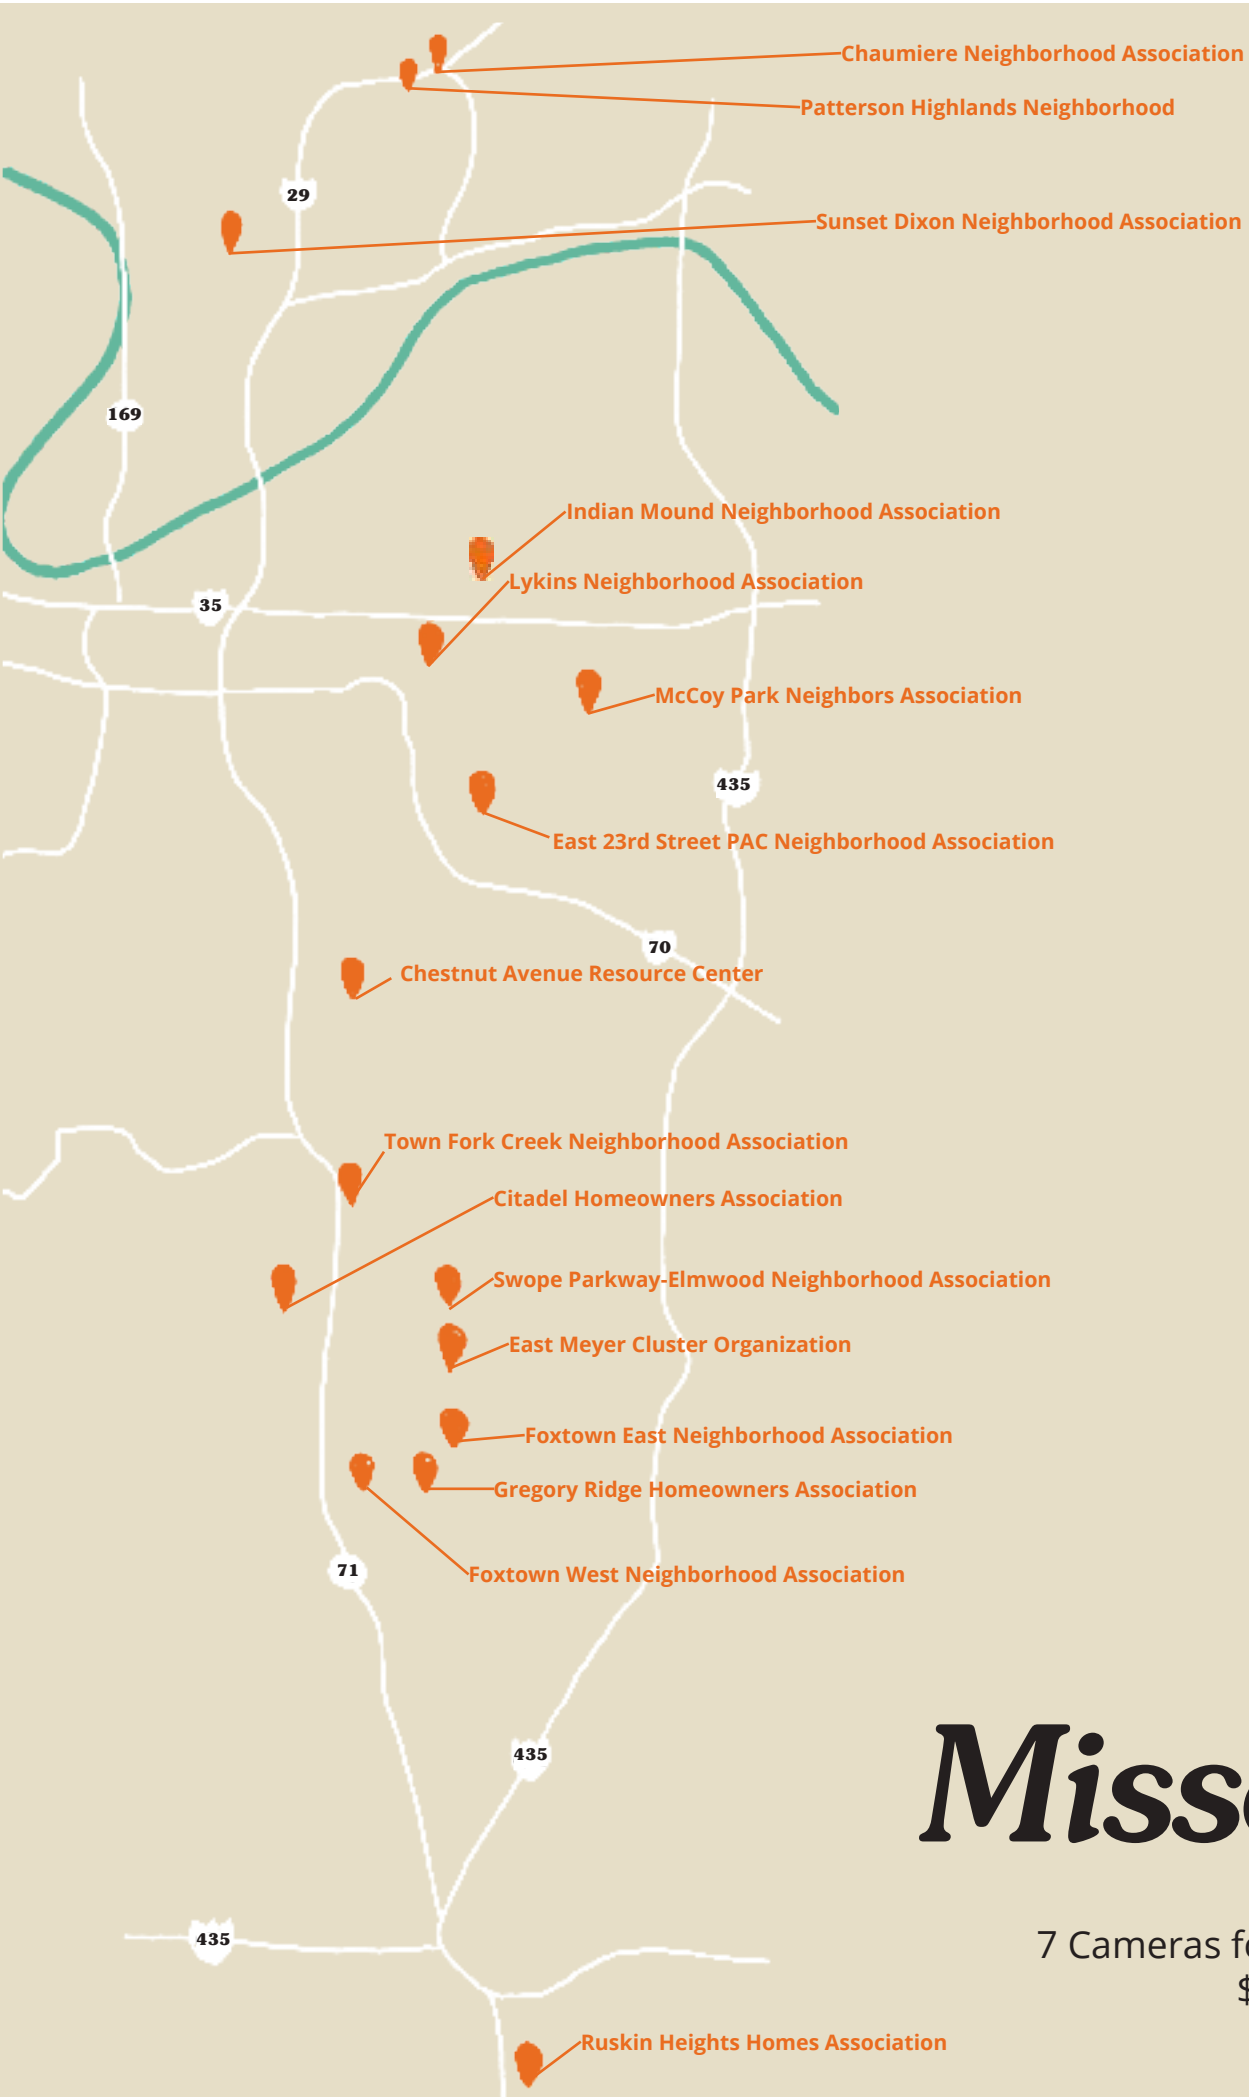 Chaumiere Neighborhood Association
Patterson Highlands Neighborhood
29
Sunset Dixon Neighborhood Association
169
Indian Mound Neighborhood Association
Lykins Neighborhood Association
35
McCoy Park Neighbors Association
435
East 23rd Street PAC Neighborhood Association
70
Chestnut Avenue Resource Center
Town Fork Creek Neighborhood Association
Citadel Homeowners Association
Swope Parkway-Elmwood Neighborhood Association
East Meyer Cluster Organization
Foxtown East Neighborhood Association
Gregory Ridge Homeowners Association
71
Foxtown West Neighborhood Association
435
435
7 Cameras
$
Ruskin Heights Homes Association